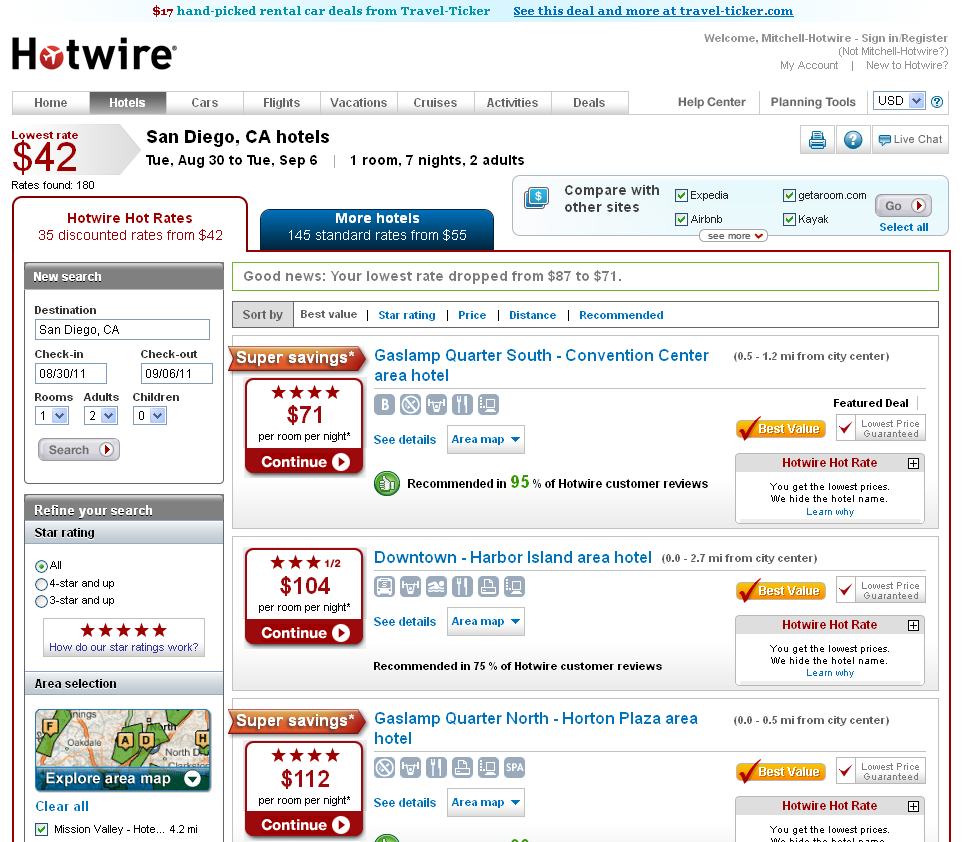 $17 hand-picked rental car deals from Travel-Ticker See this deal and more at travel-ticker.com
Hotwire
Welcome, Mitchell-Hotwire - Sign in/Register
(Not Mitchell-Hotwire?)
My Account | New to Hotwire?
Home Hotels Cars Flights Vacations Cruises Activities Deals Help Center Planning Tools USD ?
Lowest rate
$42
Rates found: 180
San Diego, CA hotels
Tue, Aug 30 to Tue, Sep 6 | 1 room, 7 nights, 2 adults
? Live Chat
Hotwire Hot Rates
35 discounted rates from $42
More hotels
145 standard rates from $55
$ Compare with
other sites
Expedia getaroom.com
Airbnb Kayak
see more
Go
Select all
New search
Destination
San Diego, CA
Check-in Check-out
08/30/11 09/06/11
Rooms Adults Children
1 2 0
Search
Refine your search
Star rating
All
4-star and up
3-star and up
How do our star ratings work?
Area selection
F A D H
Oakdale
North
North D
Explore area map
Clear all
Mission Valley - Hote... 4.2 mi
Good news: Your lowest rate dropped from $87 to $71.
Sort by Best value | Star rating | Price | Distance | Recommended
Super savings*
$71
per room per night*
Continue
Gaslamp Quarter South - Convention Center
area hotel
(0.5 - 1.2 mi from city center)
B
See details Area map
Recommended in 95 % of Hotwire customer reviews
Featured Deal
Best Value
Lowest Price
Guaranteed
Hotwire Hot Rate
You get the lowest prices.
We hide the hotel name.
Learn why
1/2
$104
per room per night*
Continue
Downtown - Harbor Island area hotel (0.0 - 2.7 mi from city center)
See details Area map
Recommended in 75 % of Hotwire customer reviews
Best Value
Lowest Price
Guaranteed
Hotwire Hot Rate
You get the lowest prices.
We hide the hotel name.
Learn why
Super savings*
$112
per room per night*
Continue
Gaslamp Quarter North - Horton Plaza area
hotel
(0.0 - 0.5 mi from city center)
SPA
See details Area map
Best Value
Lowest Price
Guaranteed
Hotwire Hot Rate
You get the lowest prices.
We hide the hotel name.